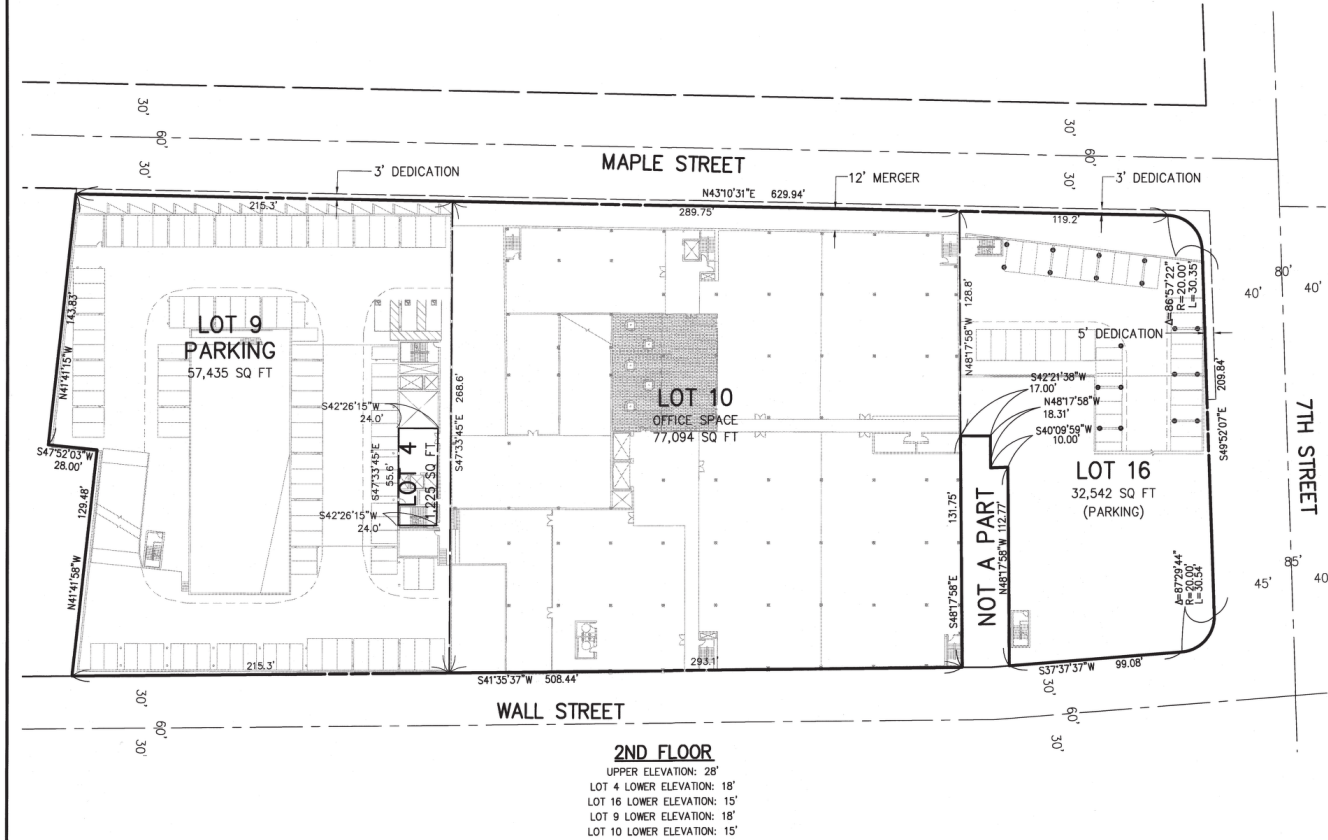 30'
60'
30'
30'
60'
30'
MAPLE STREET
3' DEDICATION
12' MERGER
3' DEDICATION
N43°10'31"E 629.94'
215.3'
289.75'
119.2'
Δ=86°57'22"
R=20.00'
L=30.35'
80'
40'
40'
5' DEDICATION
209.84'
S49°52'07"E
7TH STREET
143.83'
N41°41'15"W
LOT 9
PARKING
57,435 SQ FT
128.8'
N48°17'58"W
S42°21'38"W
17.00'
N48°17'58"W
18.31'
S40°09'59"W
10.00'
S42°26'15"W
24.0'
268.6'
S47°33'45"E
LOT 10
OFFICE SPACE
77,094 SQ FT
S47°52'03"W
28.00'
S47°33'45"E
55.6'
LOT 4
1,225 SQ FT
S42°26'15"W
24.0'
LOT 16
32,542 SQ FT
(PARKING)
129.48'
N41°41'58"W
131.75'
S48°17'58"E
NOT A PART
N48°17'58"W 112.77'
Δ=87°29'44"
R=20.00'
L=30.54'
85'
45'
40
215.3'
293.1'
S41°35'37"W 508.44'
S37°37'37"W 99.08'
30'
60'
30'
30'
60'
30'
WALL STREET
2ND FLOOR
UPPER ELEVATION: 28'
LOT 4 LOWER ELEVATION: 18'
LOT 16 LOWER ELEVATION: 15'
LOT 9 LOWER ELEVATION: 18'
LOT 10 LOWER ELEVATION: 15'